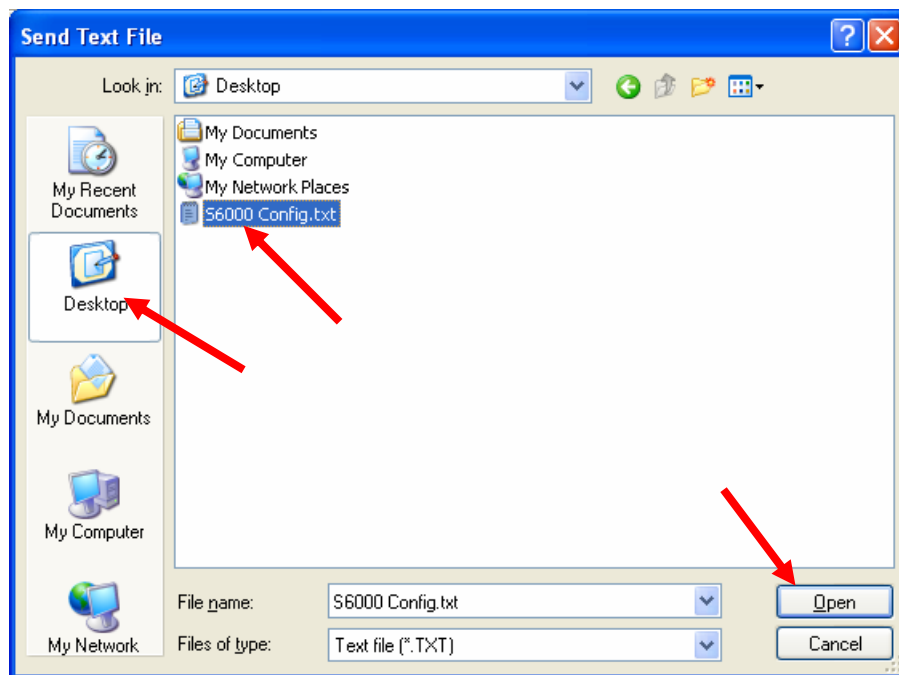 Send Text File
Look in:
Desktop
My Recent
Documents
Desktop
My Documents
My Computer
My Network
My Documents
My Computer
My Network Places
S6000 Config.txt
File name:
S6000 Config.txt
Open
Files of type:
Text file (*.TXT)
Cancel